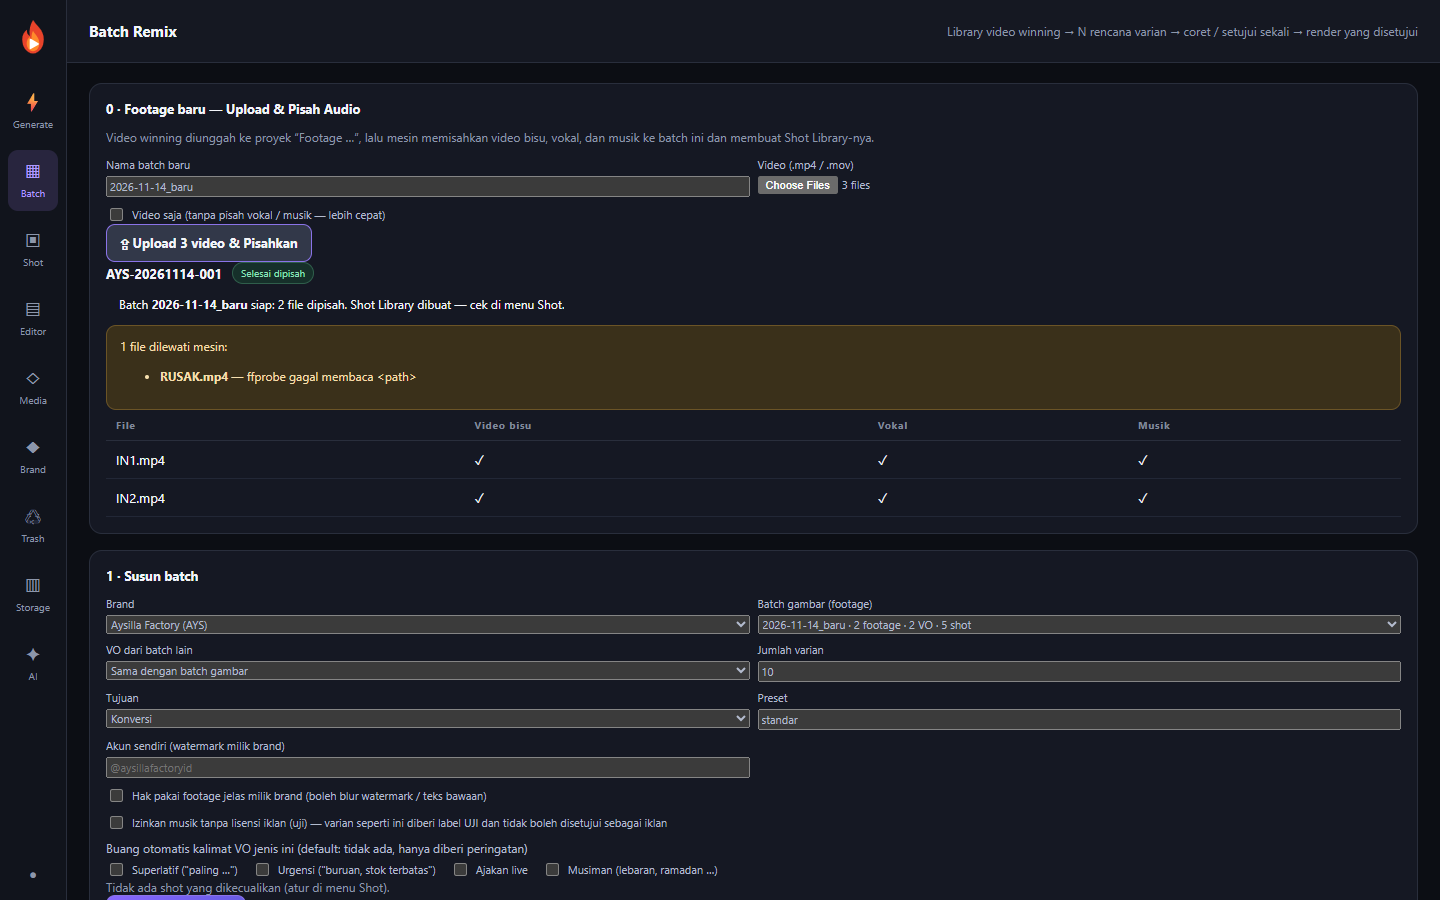 Batch Remix
Library video winning → N rencana varian → coret / setujui sekali → render yang disetujui
Generate
Batch
Shot
Editor
Media
Brand
Trash
Storage
AI
0 · Footage baru — Upload & Pisah Audio
Video winning diunggah ke proyek “Footage ...”, lalu mesin memisahkan video bisu, vokal, dan musik ke batch ini dan membuat Shot Library-nya.
Nama batch baru
2026-11-14_baru
Video (.mp4 / .mov)
Choose Files 3 files
Video saja (tanpa pisah vokal / musik — lebih cepat)
Upload 3 video & Pisahkan
AYS-20261114-001 Selesai dipisah
Batch 2026-11-14_baru siap: 2 file dipisah. Shot Library dibuat — cek di menu Shot.
1 file dilewati mesin:
• RUSAK.mp4 — ffprobe gagal membaca <path>
File Video bisu Vokal Musik
IN1.mp4 ✓ ✓ ✓
IN2.mp4 ✓ ✓ ✓
1 · Susun batch
Brand
Aysilla Factory (AYS)
Batch gambar (footage)
2026-11-14_baru · 2 footage · 2 VO · 5 shot
VO dari batch lain
Sama dengan batch gambar
Jumlah varian
10
Tujuan
Konversi
Preset
standar
Akun sendiri (watermark milik brand)
@aysillafactoryid
Hak pakai footage jelas milik brand (boleh blur watermark / teks bawaan)
Izinkan musik tanpa lisensi iklan (uji) — varian seperti ini diberi label UJI dan tidak boleh disetujui sebagai iklan
Buang otomatis kalimat VO jenis ini (default: tidak ada, hanya diberi peringatan)
Superlatif ("paling ...") Urgensi ("buruan, stok terbatas") Ajakan live Musiman (lebaran, ramadan ...)
Tidak ada shot yang dikecualikan (atur di menu Shot).